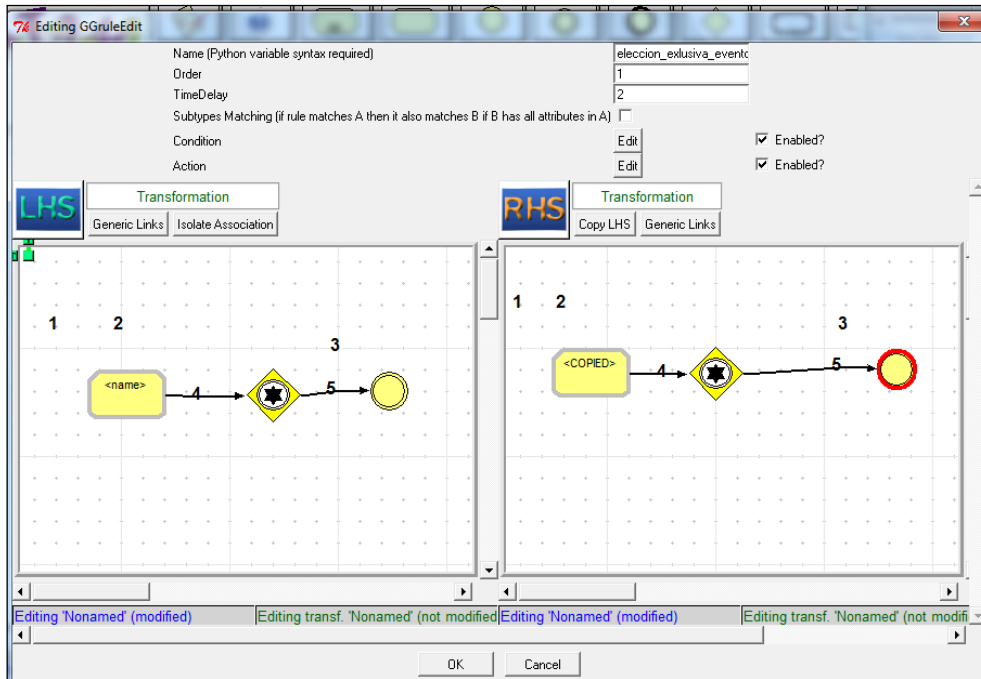 Editing GGruleEdit
Name (Python variable syntax required) eleccion_exlusiva_evento
Order 1
TimeDelay 2
Subtypes Matching (if rule matches A then it also matches B if B has all attributes in A)
Condition Edit Enabled?
Action Edit Enabled?
LHS Transformation
Generic Links Isolate Association
RHS Transformation
Copy LHS Generic Links
1 2
3
<name>
4 5
1 2
3
<COPIED>
4 5
Editing 'Nonamed' (modified) Editing transf. 'Nonamed' (not modified
Editing 'Nonamed' (modified) Editing transf. 'Nonamed' (not modifi
OK Cancel